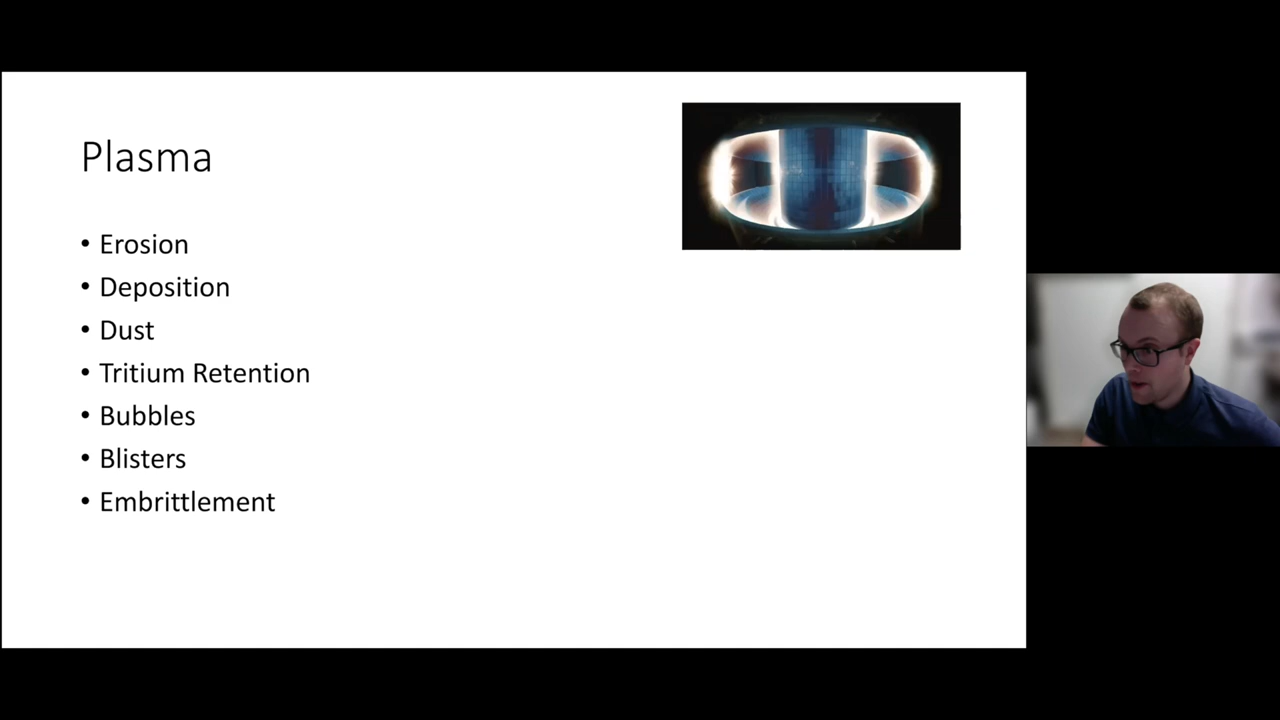 Plasma
• Erosion
• Deposition
• Dust
• Tritium Retention
• Bubbles
• Blisters
• Embrittlement